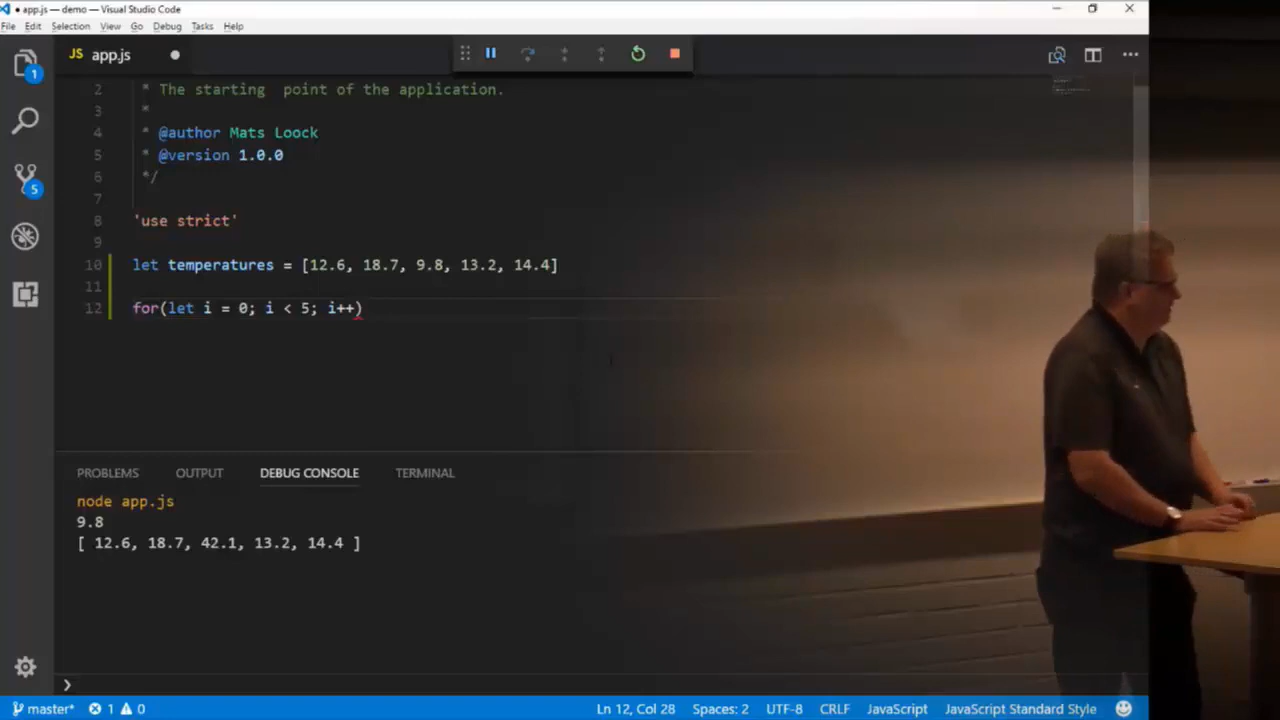 app.js — demo — Visual Studio Code
File Edit Selection View Go Debug Tasks Help
JS app.js
1
5
2 * The starting  point of the application.
3 *
4 * @author Mats Loock
5 * @version 1.0.0
6 */
7
8 'use strict'
9
10 let temperatures = [12.6, 18.7, 9.8, 13.2, 14.4]
11
12 for(let i = 0; i < 5; i++)
PROBLEMS OUTPUT DEBUG CONSOLE TERMINAL
node app.js
9.8
[ 12.6, 18.7, 42.1, 13.2, 14.4 ]
master* 1 0 Ln 12, Col 28 Spaces: 2 UTF-8 CRLF JavaScript JavaScript Standard Style